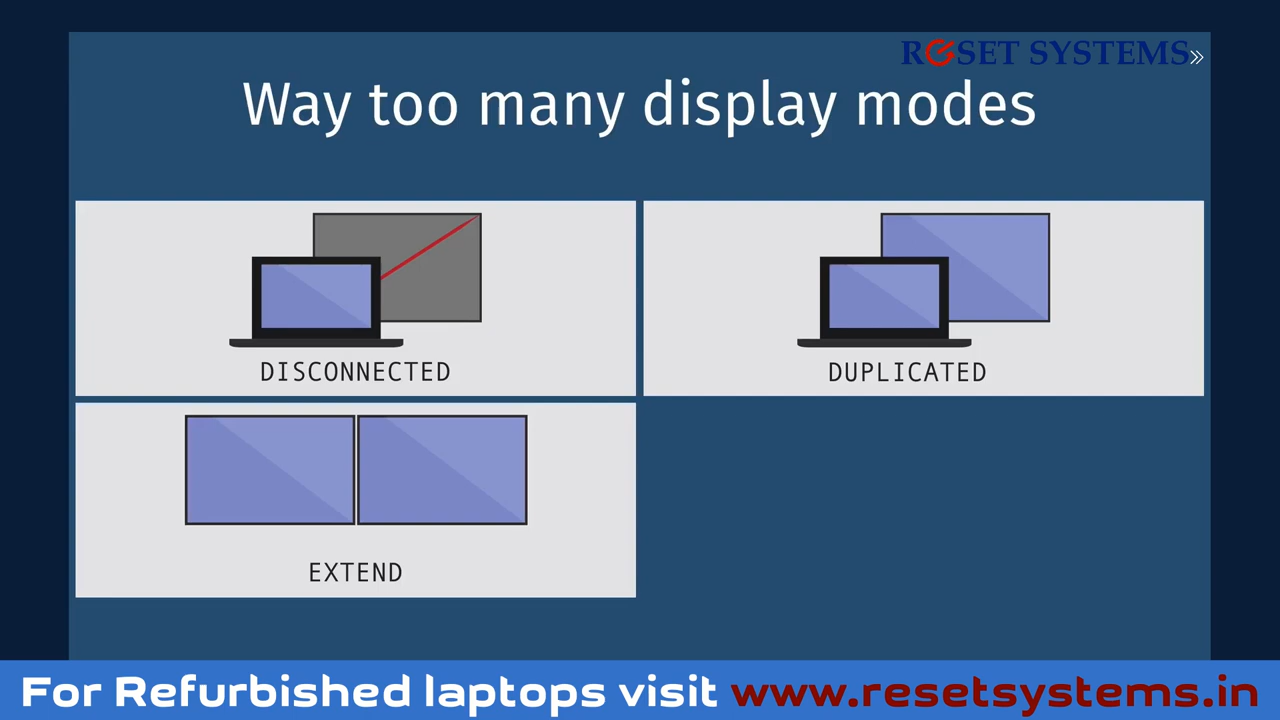 RESET SYSTEMS»
Way too many display modes
DISCONNECTED
DUPLICATED
EXTEND
For Refurbished laptops visit www.resetsystems.in